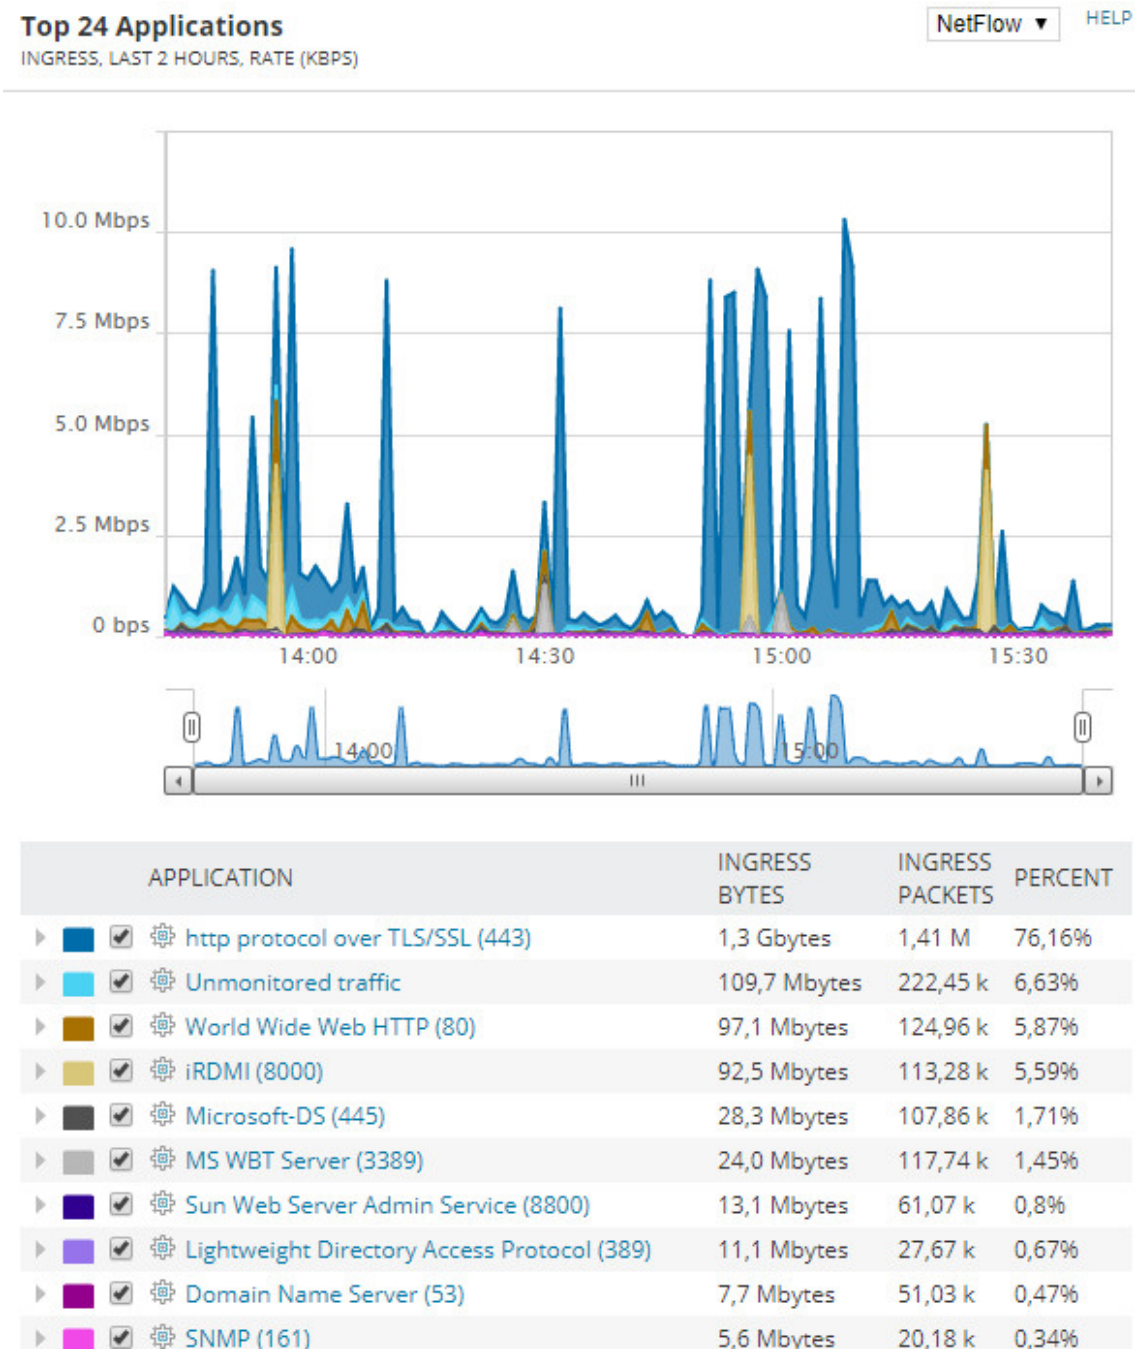 Top 24 Applications
NetFlow ▼
HELP
INGRESS, LAST 2 HOURS, RATE (KBPS)
10.0 Mbps
7.5 Mbps
5.0 Mbps
2.5 Mbps
0 bps
14:00 14:30 15:00 15:30
14:00 15:00
APPLICATION INGRESS BYTES INGRESS PACKETS PERCENT
http protocol over TLS/SSL (443) 1,3 Gbytes 1,41 M 76,16%
Unmonitored traffic 109,7 Mbytes 222,45 k 6,63%
World Wide Web HTTP (80) 97,1 Mbytes 124,96 k 5,87%
iRDMI (8000) 92,5 Mbytes 113,28 k 5,59%
Microsoft-DS (445) 28,3 Mbytes 107,86 k 1,71%
MS WBT Server (3389) 24,0 Mbytes 117,74 k 1,45%
Sun Web Server Admin Service (8800) 13,1 Mbytes 61,07 k 0,8%
Lightweight Directory Access Protocol (389) 11,1 Mbytes 27,67 k 0,67%
Domain Name Server (53) 7,7 Mbytes 51,03 k 0,47%
SNMP (161) 5,6 Mbytes 20,18 k 0,34%